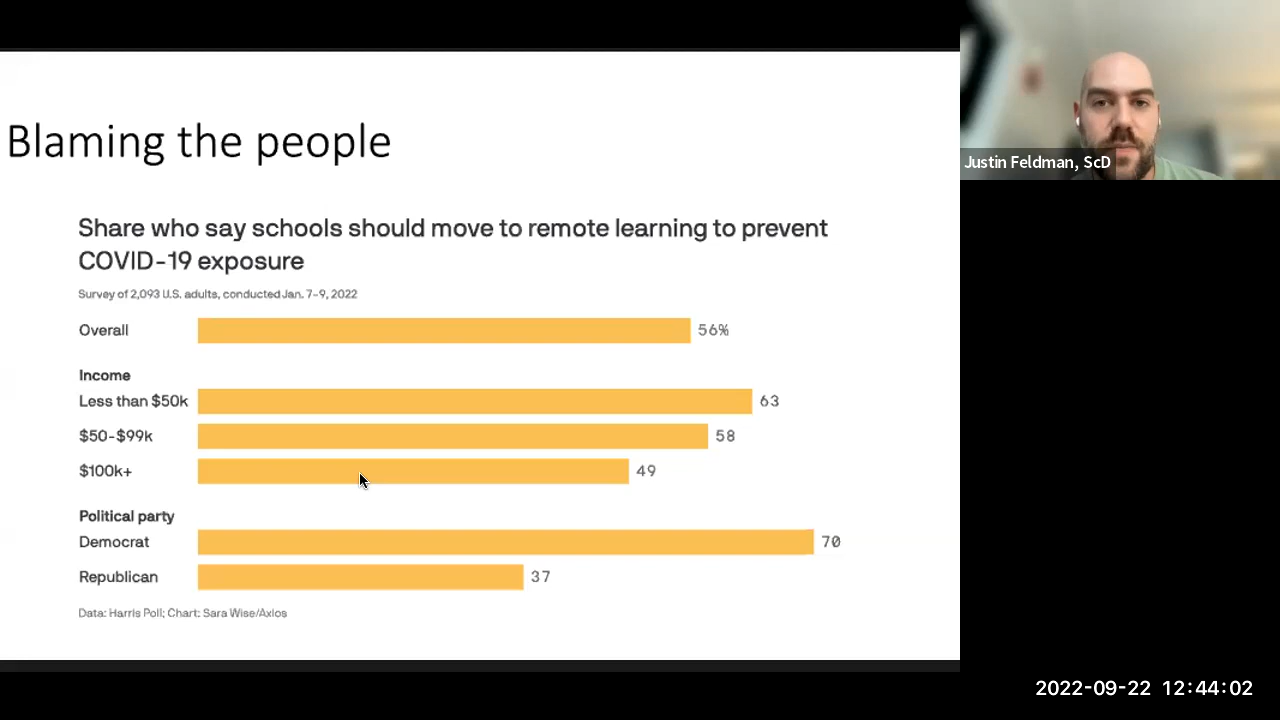 Blaming the people
Share who say schools should move to remote learning to prevent
COVID-19 exposure
Survey of 2,093 U.S. adults, conducted Jan. 7-9, 2022
Overall 56%
Income
Less than $50k 63
$50-$99k 58
$100k+ 49
Political party
Democrat 70
Republican 37
Data: Harris Poll; Chart: Sara Wise/Axios
Justin Feldman, ScD
2022-09-22 12:44:02